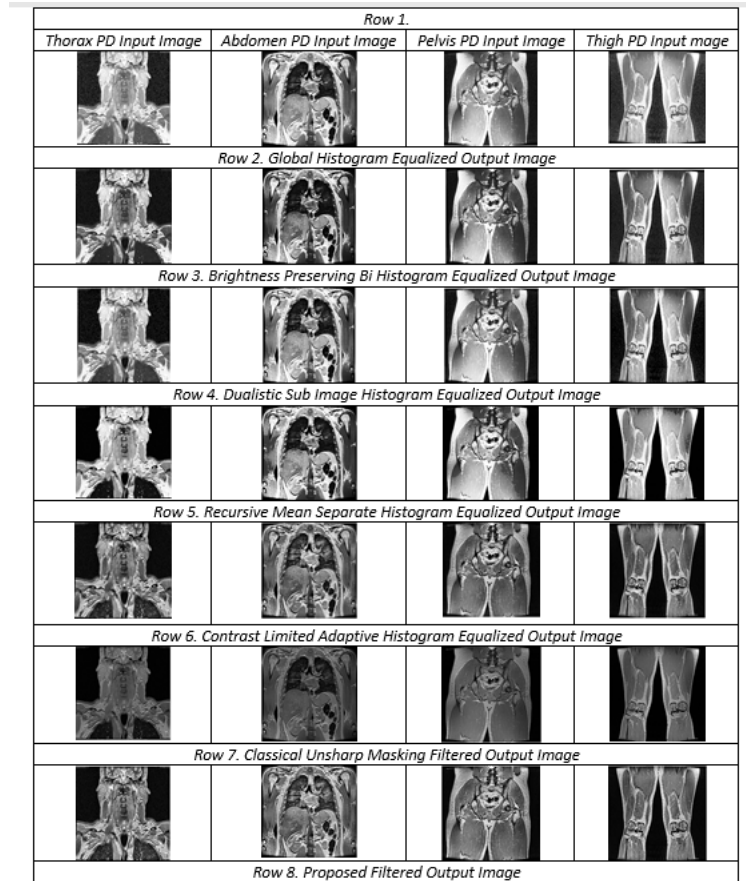 Row 1.
Thorax PD Input Image Abdomen PD Input Image Pelvis PD Input Image Thigh PD Input mage
Row 2. Global Histogram Equalized Output Image
Row 3. Brightness Preserving Bi Histogram Equalized Output Image
Row 4. Dualistic Sub Image Histogram Equalized Output Image
Row 5. Recursive Mean Separate Histogram Equalized Output Image
Row 6. Contrast Limited Adaptive Histogram Equalized Output Image
Row 7. Classical Unsharp Masking Filtered Output Image
Row 8. Proposed Filtered Output Image